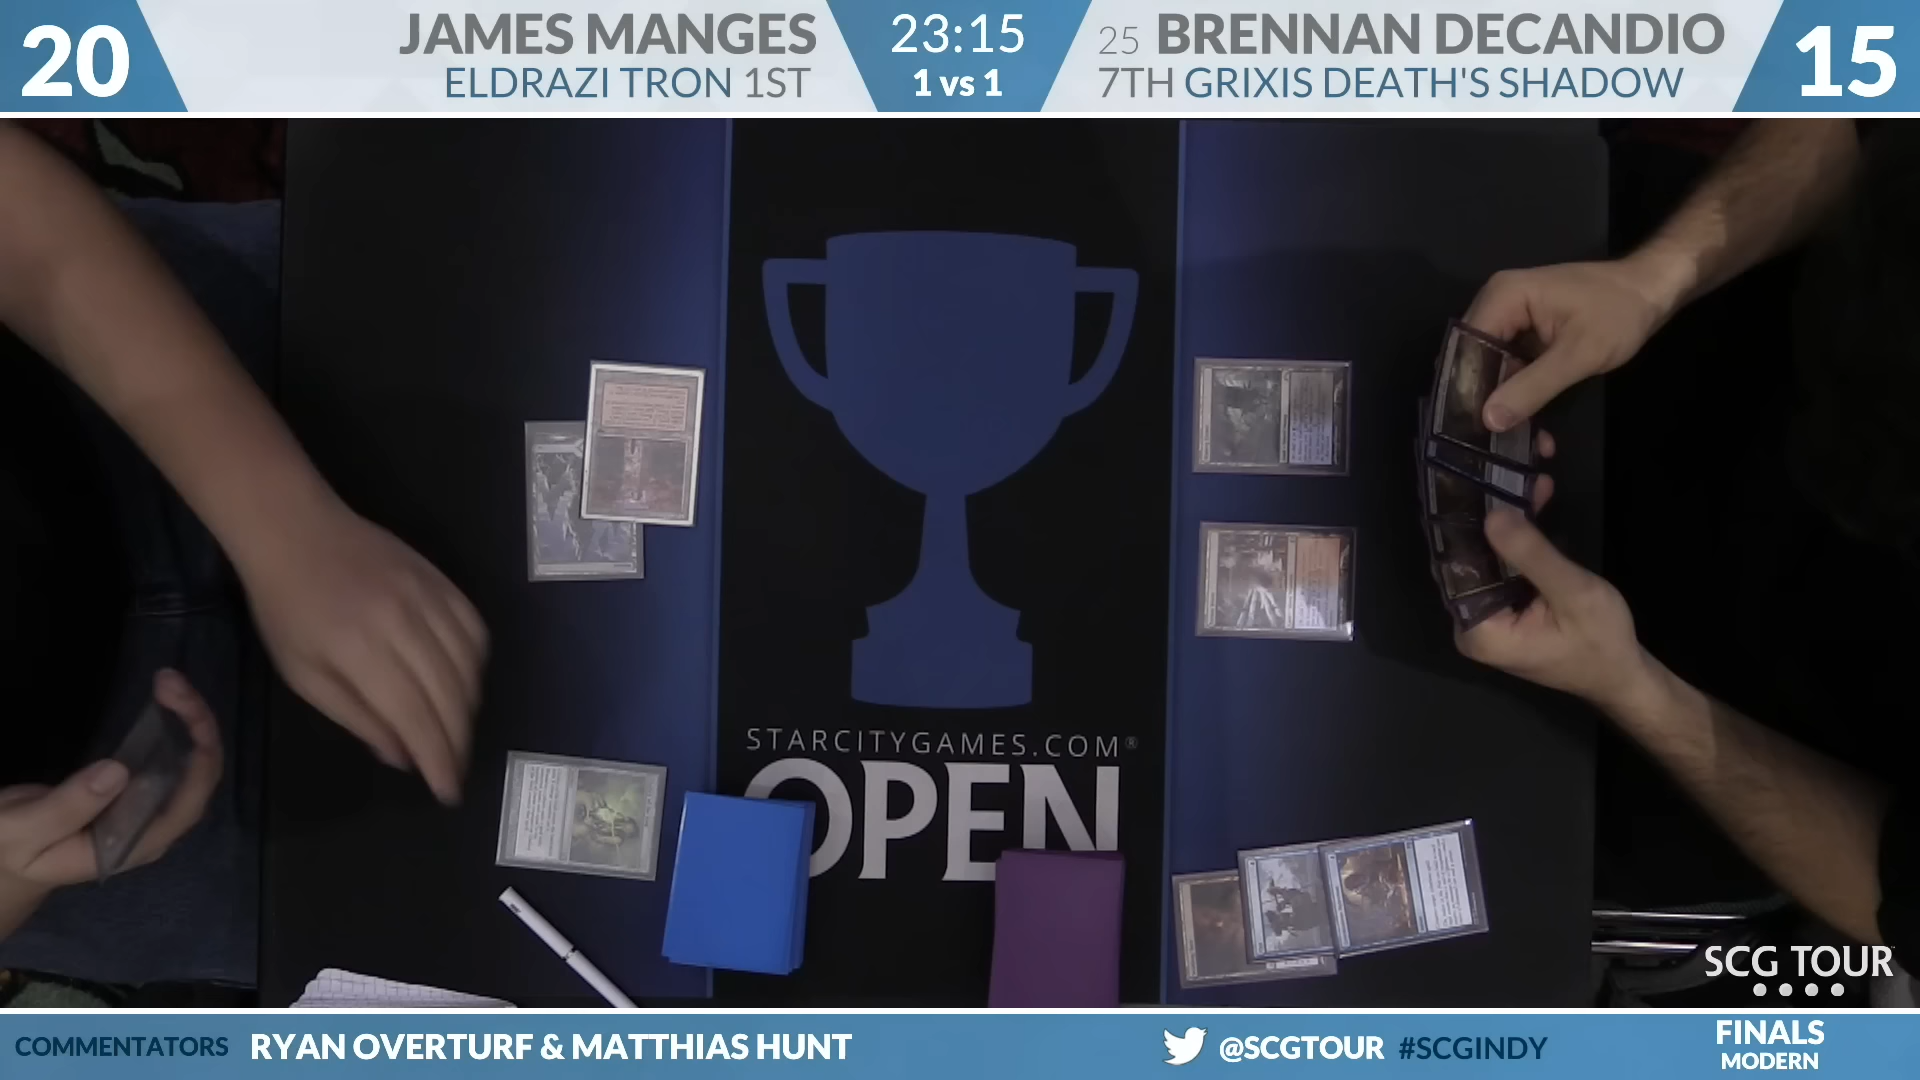 20
JAMES MANGES
ELDRAZI TRON 1ST
23:15
1 vs 1
25 BRENNAN DECANDIO
7TH GRIXIS DEATH'S SHADOW
15
STARCITYGAMES.COM®
OPEN
SCG TOUR
COMMENTATORS RYAN OVERTURF & MATTHIAS HUNT
@SCGTOUR #SCGINDY
FINALS
MODERN